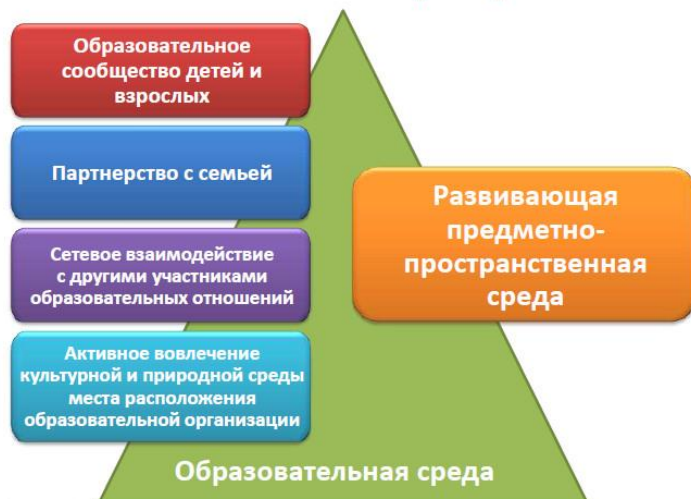 Образовательное
сообщество детей и
взрослых
Партнерство с семьей
Сетевое взаимодействие
с другими участниками
образовательных отношений
Активное вовлечение
культурной и природной среды
места расположения
образовательной организации
Развивающая
предметно-
пространственная
среда
Образовательная среда